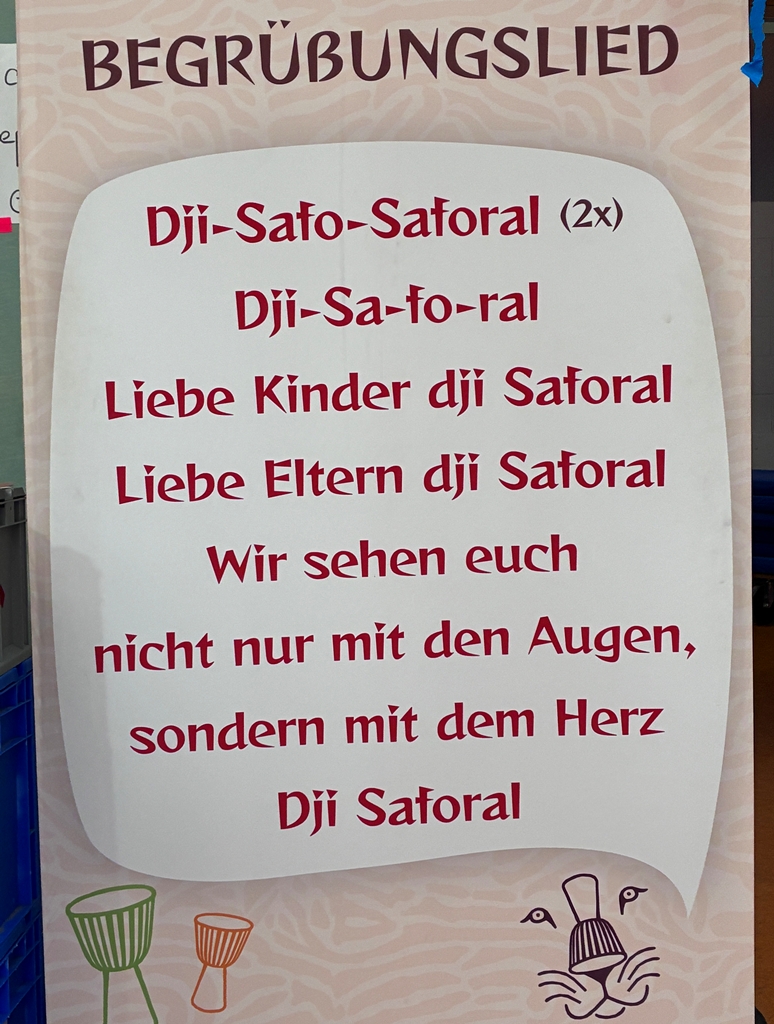 BEGRÜßUNGSLIED
Dji-Safo-Saforal (2x)
Dji-Sa-fo-ral
Liebe Kinder dji Saforal
Liebe Eltern dji Saforal
Wir sehen euch
nicht nur mit den Augen,
sondern mit dem Herz
Dji Saforal